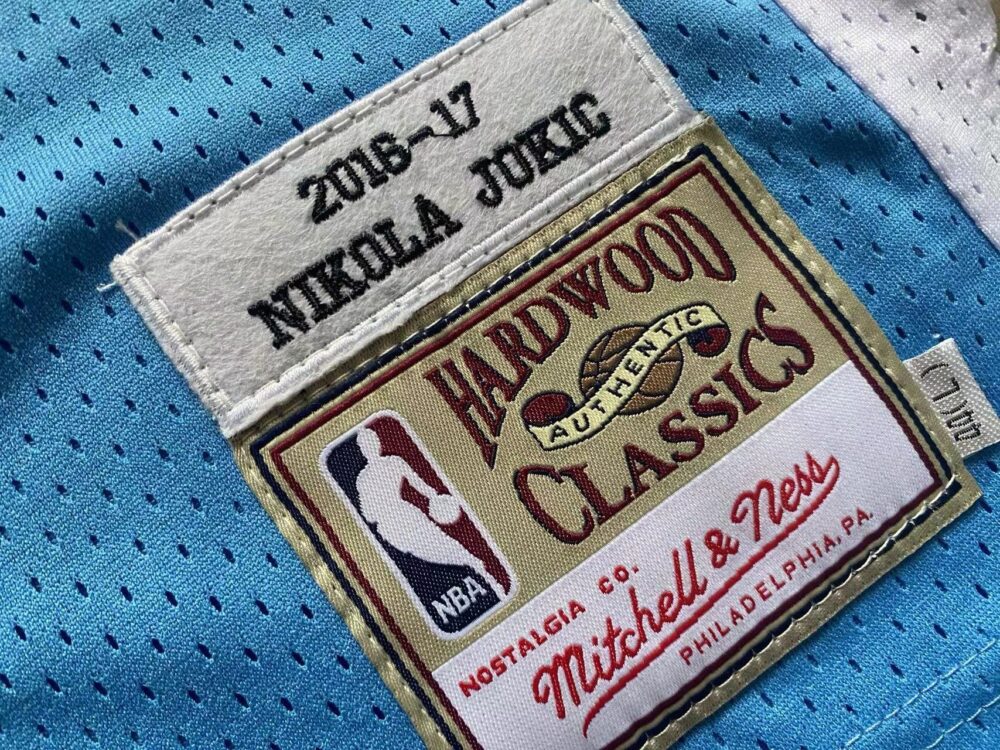 2016-17
NIKOLA JOKIC
HARDWOOD
AUTHENTIC
CLASSICS
NBA
NOSTALGIA CO.
Mitchell & Ness
PHILADELPHIA, PA.